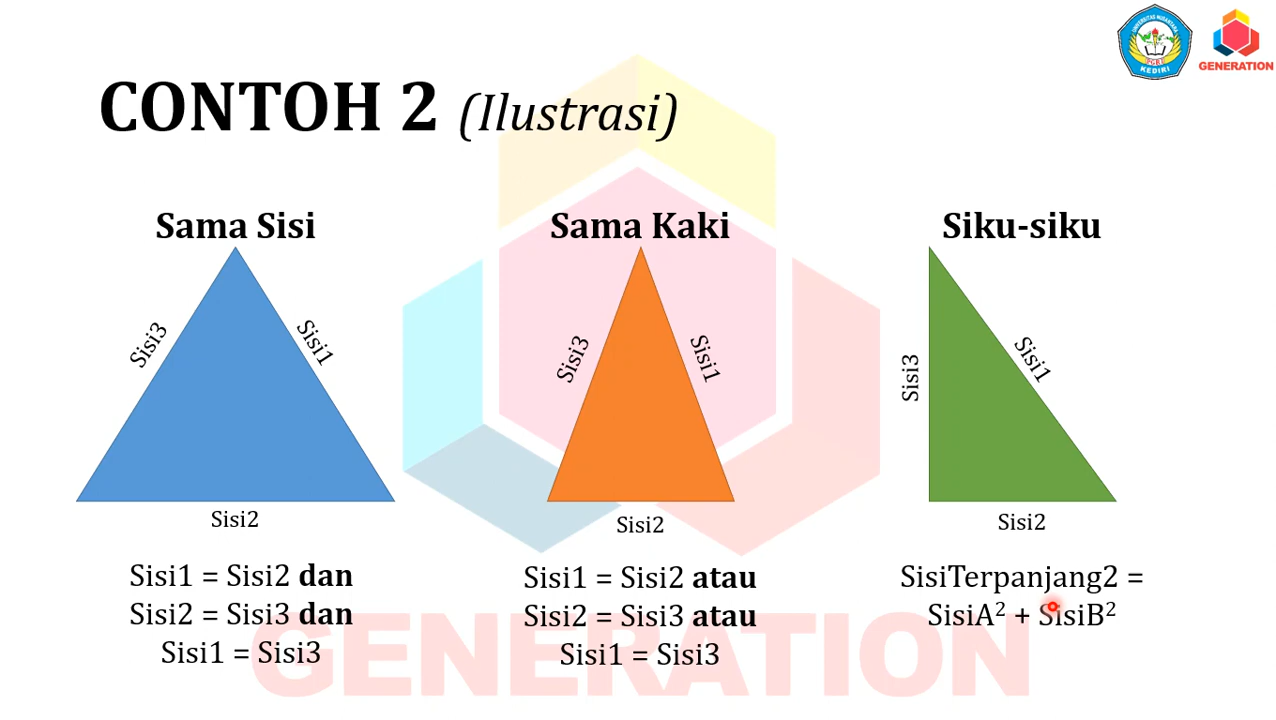 GENERATION
KEDIRI
CONTOH 2 (Ilustrasi)
Sama Sisi
Sisi3
Sisi1
Sisi2
Sisi1 = Sisi2 dan
Sisi2 = Sisi3 dan
Sisi1 = Sisi3
Sama Kaki
Sisi3
Sisi1
Sisi2
Sisi1 = Sisi2 atau
Sisi2 = Sisi3 atau
Sisi1 = Sisi3
Siku-siku
Sisi3
Sisi1
Sisi2
SisiTerpanjang2 =
SisiA² + SisiB²
GENERATION